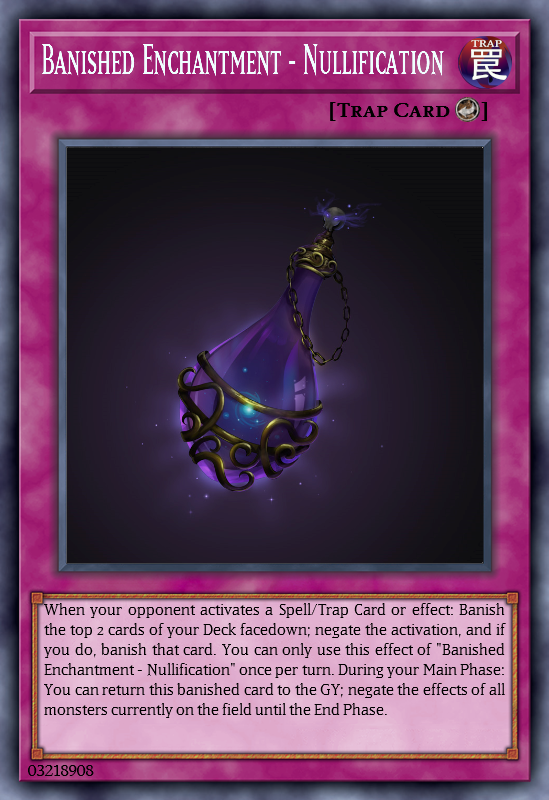 Banished Enchantment - Nullification
TRAP
罠
[Trap Card]
When your opponent activates a Spell/Trap Card or effect: Banish
the top 2 cards of your Deck facedown; negate the activation, and if
you do, banish that card. You can only use this effect of "Banished
Enchantment - Nullification" once per turn. During your Main Phase:
You can return this banished card to the GY; negate the effects of all
monsters currently on the field until the End Phase.
03218908